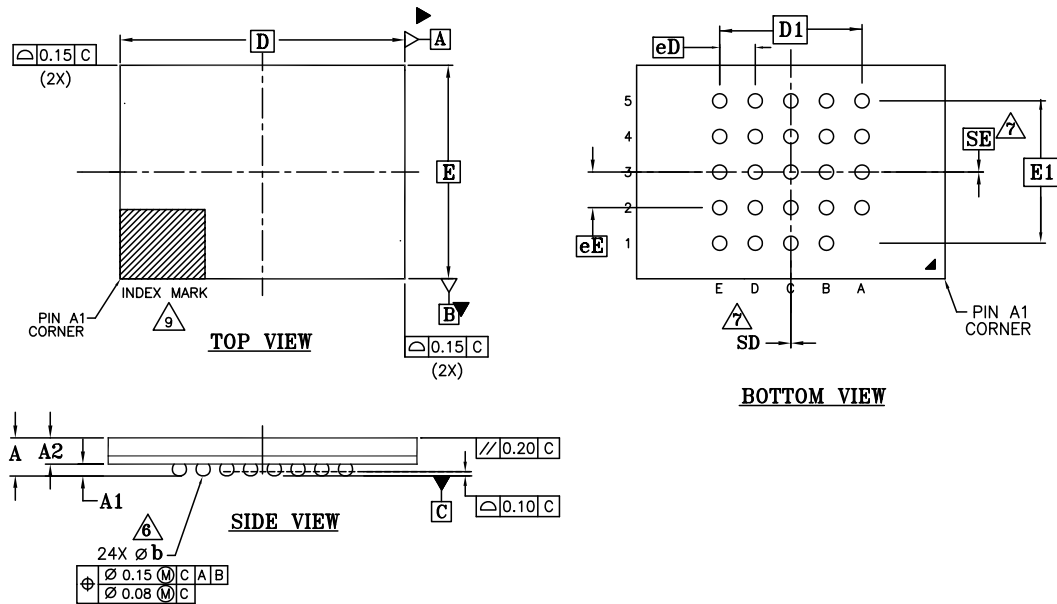 D
A
⌓ 0.15 C
(2X)
E
PIN A1
CORNER
INDEX MARK
9
B
⌓ 0.15 C
(2X)
TOP VIEW
D1
eD
5
4
3
2
1
SE
7
E1
eE
E D C B A
7
SD
PIN A1
CORNER
BOTTOM VIEW
A
A2
A1
// 0.20 C
⌓ 0.10 C
C
SIDE VIEW
6
24X Ø b
⌖ Ø 0.15 Ⓜ C A B
Ø 0.08 Ⓜ C